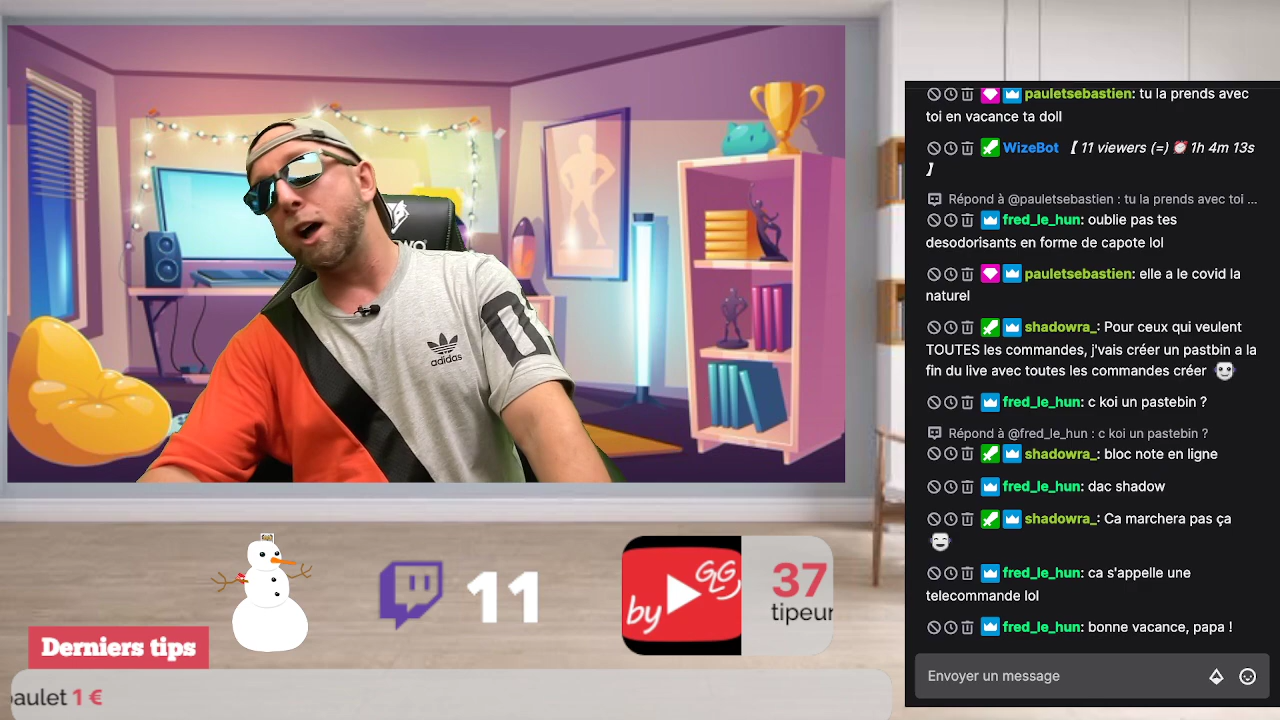 adidas
11
by GG
37
tipeur
Derniers tips
paulet 1 €
pauletsebastien: tu la prends avec
toi en vacance ta doll
WizeBot 【 11 viewers (=) ⏰ 1h 4m 13s
】
Répond à @pauletsebastien : tu la prends avec toi ...
fred_le_hun: oublie pas tes
desodorisants en forme de capote lol
pauletsebastien: elle a le covid la
naturel
shadowra_: Pour ceux qui veulent
TOUTES les commandes, j'vais créer un pastbin a la
fin du live avec toutes les commandes créer
fred_le_hun: c koi un pastebin ?
Répond à @fred_le_hun : c koi un pastebin ?
shadowra_: bloc note en ligne
fred_le_hun: dac shadow
shadowra_: Ca marchera pas ça
fred_le_hun: ca s'appelle une
telecommande lol
fred_le_hun: bonne vacance, papa !
Envoyer un message